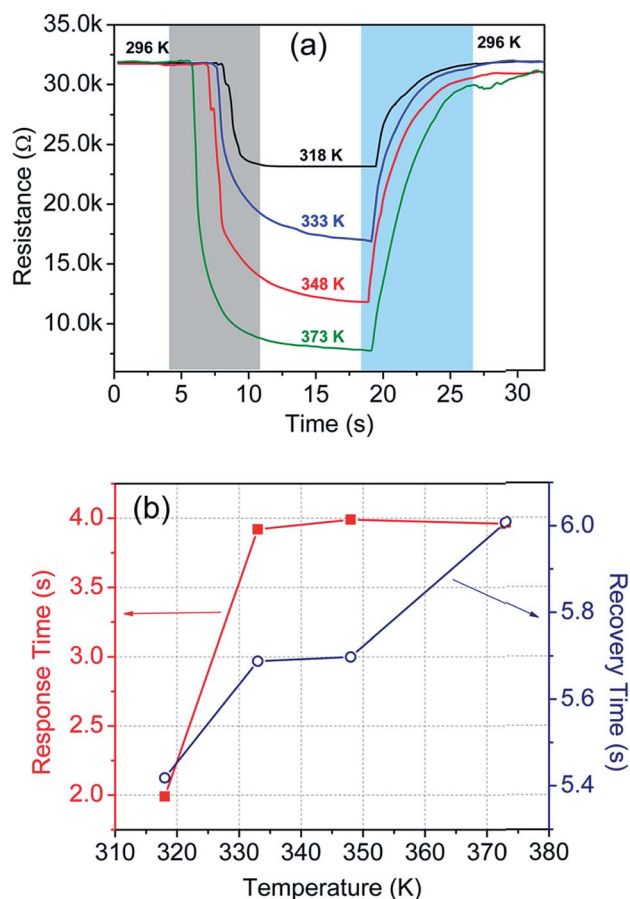 (a)
35.0k
30.0k
25.0k
20.0k
15.0k
10.0k
Resistance (Ω)
296 K
296 K
318 K
333 K
348 K
373 K
0
5
10
15
20
25
30
Time (s)
(b)
4.0
3.5
3.0
2.5
2.0
Response Time (s)
6.0
5.8
5.6
5.4
Recovery Time (s)
310 320 330 340 350 360 370 380
Temperature (K)